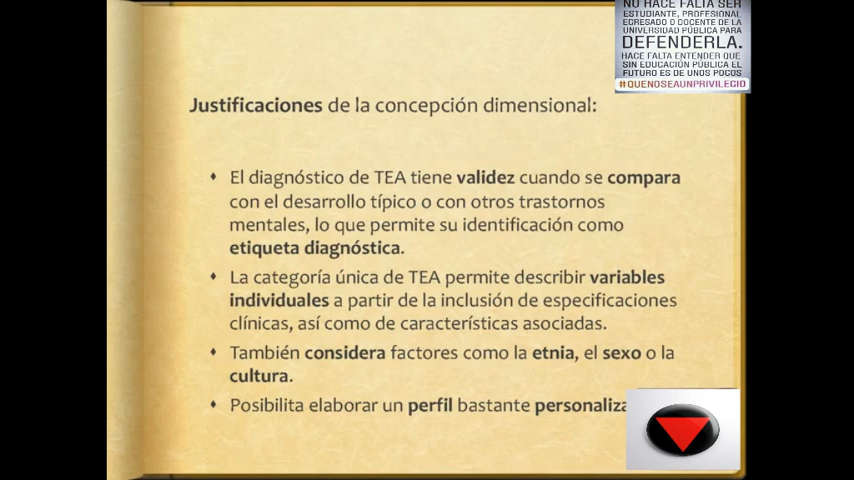 NO HACE FALTA SER
ESTUDIANTE, PROFESIONAL
EGRESADO O DOCENTE DE LA
UNIVERSIDAD PÚBLICA PARA
DEFENDERLA.
HACE FALTA ENTENDER QUE
SIN EDUCACIÓN PÚBLICA EL
FUTURO ES DE UNOS POCOS
#QUENOSEAUNPRIVILEGIO
Justificaciones de la concepción dimensional:
El diagnóstico de TEA tiene validez cuando se compara
con el desarrollo típico o con otros trastornos
mentales, lo que permite su identificación como
etiqueta diagnóstica.
La categoría única de TEA permite describir variables
individuales a partir de la inclusión de especificaciones
clínicas, así como de características asociadas.
También considera factores como la etnia, el sexo o la
cultura.
Posibilita elaborar un perfil bastante